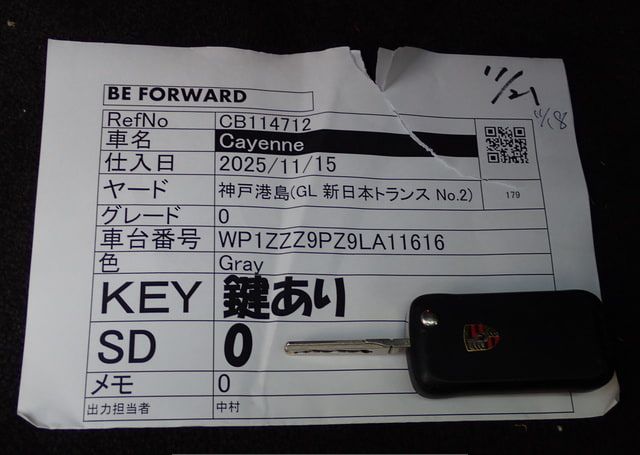 BE FORWARD
11/21
11/18
RefNo CB114712
車名 Cayenne
仕入日 2025/11/15
ヤード 神戸港島(GL 新日本トランス No.2)
179
グレード 0
車台番号 WP1ZZZ9PZ9LA11616
色 Gray
KEY 鍵あり
SD 0
メモ 0
出力担当者 中村